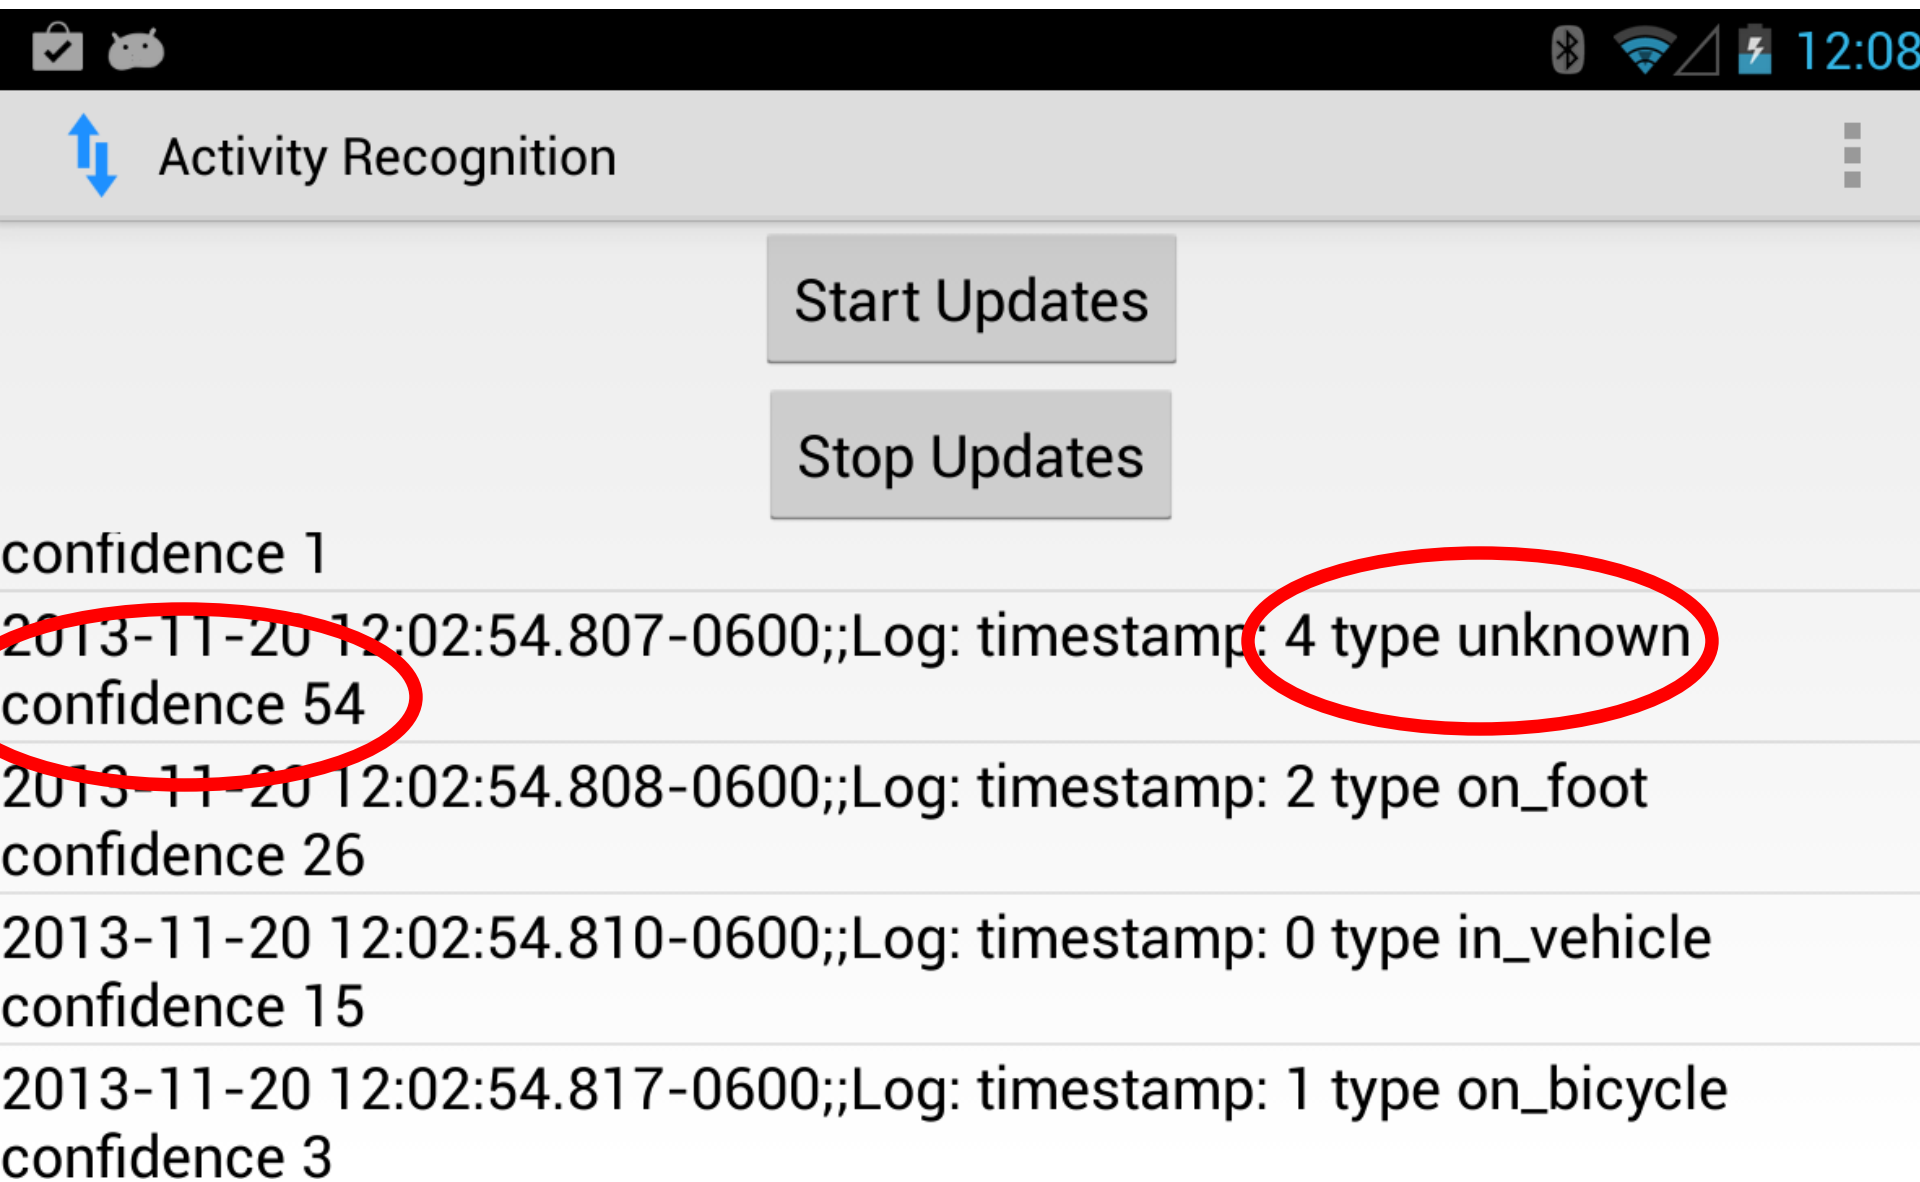 12:08
Activity Recognition
Start Updates
Stop Updates
confidence 1
2013-11-20 12:02:54.807-0600;;Log: timestamp: 4 type unknown
confidence 54
2013-11-20 12:02:54.808-0600;;Log: timestamp: 2 type on_foot
confidence 26
2013-11-20 12:02:54.810-0600;;Log: timestamp: 0 type in_vehicle
confidence 15
2013-11-20 12:02:54.817-0600;;Log: timestamp: 1 type on_bicycle
confidence 3